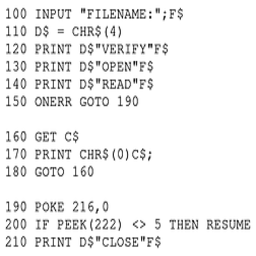 100 INPUT "FILENAME:";F$
110 D$ = CHR$(4)
120 PRINT D$"VERIFY"F$
130 PRINT D$"OPEN"F$
140 PRINT D$"READ"F$
150 ONERR GOTO 190
160 GET C$
170 PRINT CHR$(0)C$;
180 GOTO 160
190 POKE 216,0
200 IF PEEK(222) <> 5 THEN RESUME
210 PRINT D$"CLOSE"F$